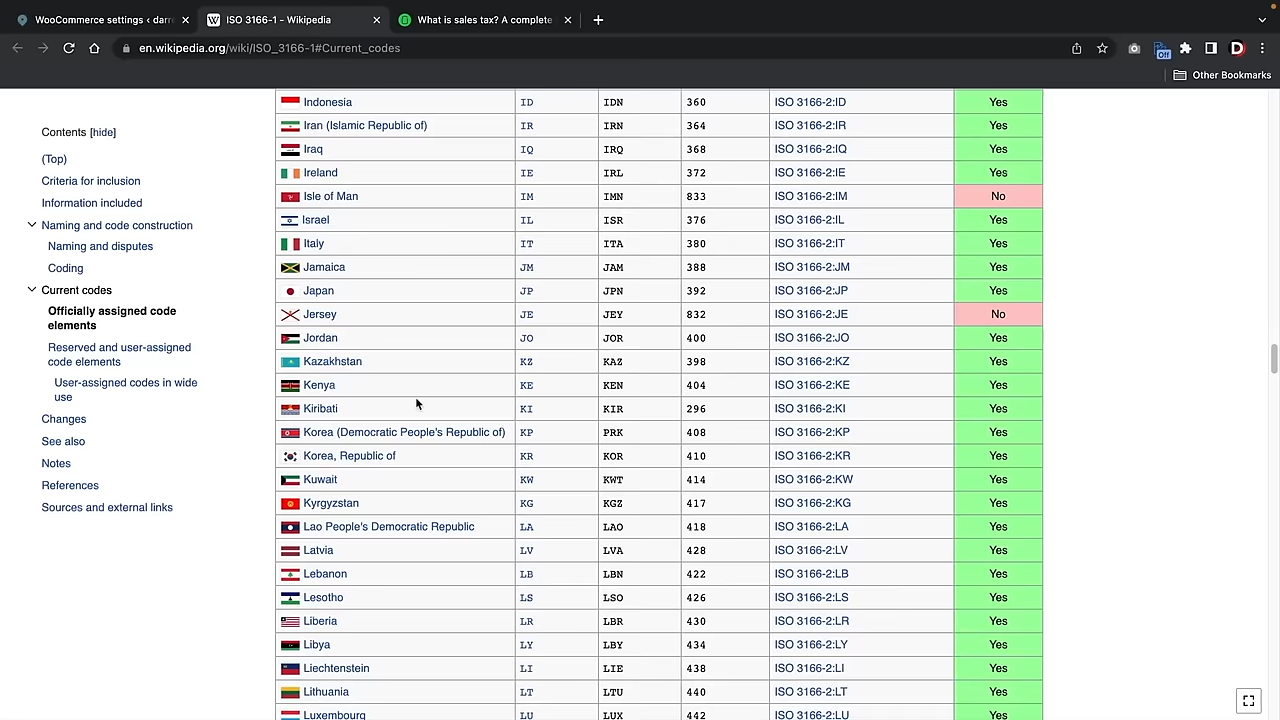 WooCommerce settings ‹ darre
ISO 3166-1 - Wikipedia
What is sales tax? A complete
en.wikipedia.org/wiki/ISO_3166-1#Current_codes
Off
D
Other Bookmarks
Contents [hide]
(Top)
Criteria for inclusion
Information included
Naming and code construction
Naming and disputes
Coding
Current codes
Officially assigned code
elements
Reserved and user-assigned
code elements
User-assigned codes in wide
use
Changes
See also
Notes
References
Sources and external links
Indonesia ID IDN 360 ISO 3166-2:ID Yes
Iran (Islamic Republic of) IR IRN 364 ISO 3166-2:IR Yes
Iraq IQ IRQ 368 ISO 3166-2:IQ Yes
Ireland IE IRL 372 ISO 3166-2:IE Yes
Isle of Man IM IMN 833 ISO 3166-2:IM No
Israel IL ISR 376 ISO 3166-2:IL Yes
Italy IT ITA 380 ISO 3166-2:IT Yes
Jamaica JM JAM 388 ISO 3166-2:JM Yes
Japan JP JPN 392 ISO 3166-2:JP Yes
Jersey JE JEY 832 ISO 3166-2:JE No
Jordan JO JOR 400 ISO 3166-2:JO Yes
Kazakhstan KZ KAZ 398 ISO 3166-2:KZ Yes
Kenya KE KEN 404 ISO 3166-2:KE Yes
Kiribati KI KIR 296 ISO 3166-2:KI Yes
Korea (Democratic People's Republic of) KP PRK 408 ISO 3166-2:KP Yes
Korea, Republic of KR KOR 410 ISO 3166-2:KR Yes
Kuwait KW KWT 414 ISO 3166-2:KW Yes
Kyrgyzstan KG KGZ 417 ISO 3166-2:KG Yes
Lao People's Democratic Republic LA LAO 418 ISO 3166-2:LA Yes
Latvia LV LVA 428 ISO 3166-2:LV Yes
Lebanon LB LBN 422 ISO 3166-2:LB Yes
Lesotho LS LSO 426 ISO 3166-2:LS Yes
Liberia LR LBR 430 ISO 3166-2:LR Yes
Libya LY LBY 434 ISO 3166-2:LY Yes
Liechtenstein LI LIE 438 ISO 3166-2:LI Yes
Lithuania LT LTU 440 ISO 3166-2:LT Yes
Luxembourg LU LUX 442 ISO 3166-2:LU Yes